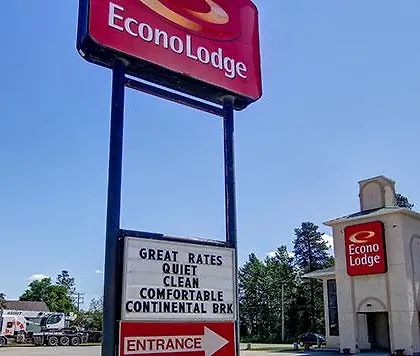 EconoLodge
GREAT RATES
QUIET
CLEAN
COMFORTABLE
CONTINENTAL BRK
ENTRANCE
Econo
Lodge